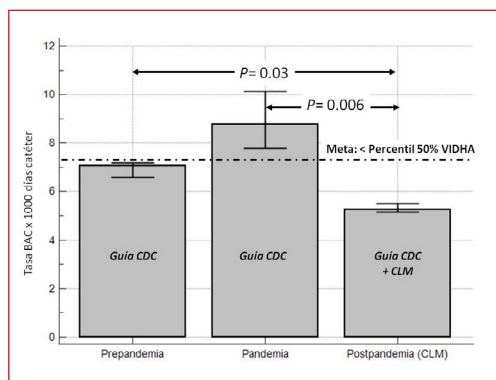 12
10
8
6
4
2
0
Tasa BAC x 1000 días catéter
P= 0.03
P= 0.006
Meta: < Percentil 50% VIDHA
Guía CDC
Guía CDC
Guía CDC
+ CLM
Prepandemia
Pandemia
Postpandemia (CLM)